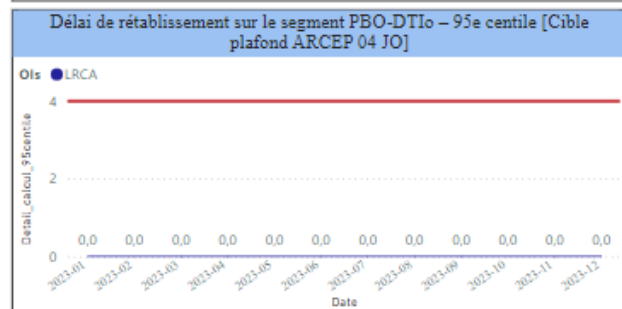 Délai de rétablissement sur le segment PBO-DTIo – 95e centile [Cible
plafond ARCEP 04 JO]
OIs LRCA
Detail_calcul_95centile
4
2
0
0,0 0,0 0,0 0,0 0,0 0,0 0,0 0,0 0,0 0,0 0,0 0,0
2023-01 2023-02 2023-03 2023-04 2023-05 2023-06 2023-07 2023-08 2023-09 2023-10 2023-11 2023-12
Date